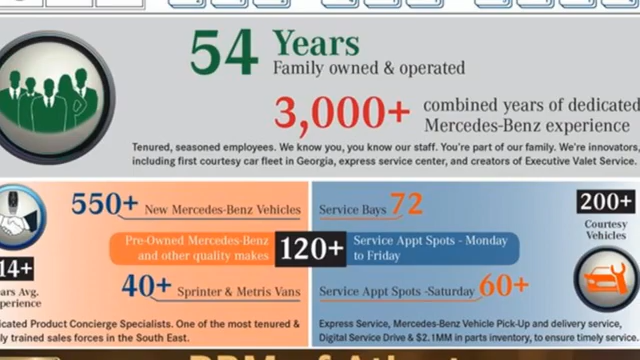 54 Years
Family owned & operated
3,000+ combined years of dedicated
Mercedes-Benz experience
Tenured, seasoned employees. We know you, you know our staff. You're part of our family. We're innovators,
including first courtesy car fleet in Georgia, express service center, and creators of Executive Valet Service.
550+ New Mercedes-Benz Vehicles
Pre-Owned Mercedes-Benz
and other quality makes
120+
40+ Sprinter & Metris Vans
14+
ars Avg.
perience
icated Product Concierge Specialists. One of the most tenured &
ly trained sales forces in the South East.
Service Bays 72
Service Appt Spots - Monday
to Friday
Service Appt Spots -Saturday 60+
200+
Courtesy
Vehicles
Express Service, Mercedes-Benz Vehicle Pick-Up and delivery service,
Digital Service Drive & $2.1MM in parts inventory, to ensure timely service.